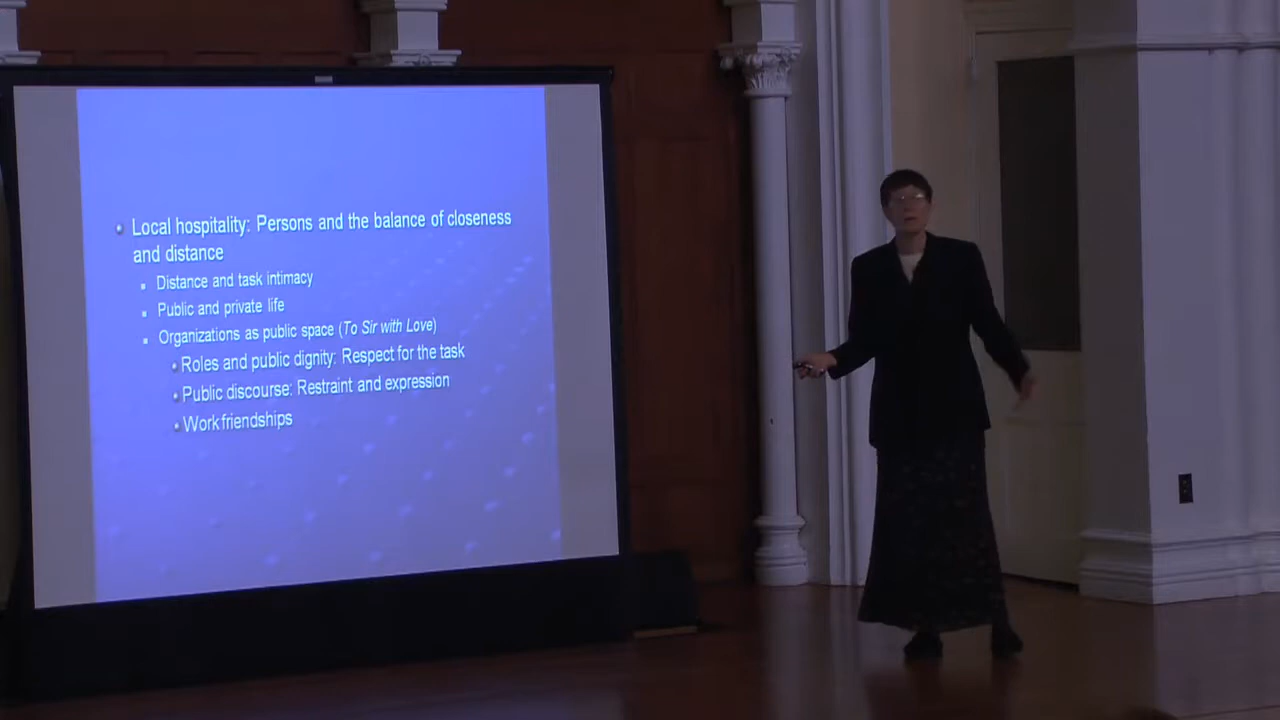 Local hospitality: Persons and the balance of closeness
and distance
Distance and task intimacy
Public and private life
Organizations as public space (To Sir with Love)
Roles and public dignity: Respect for the task
Public discourse: Restraint and expression
Work friendships